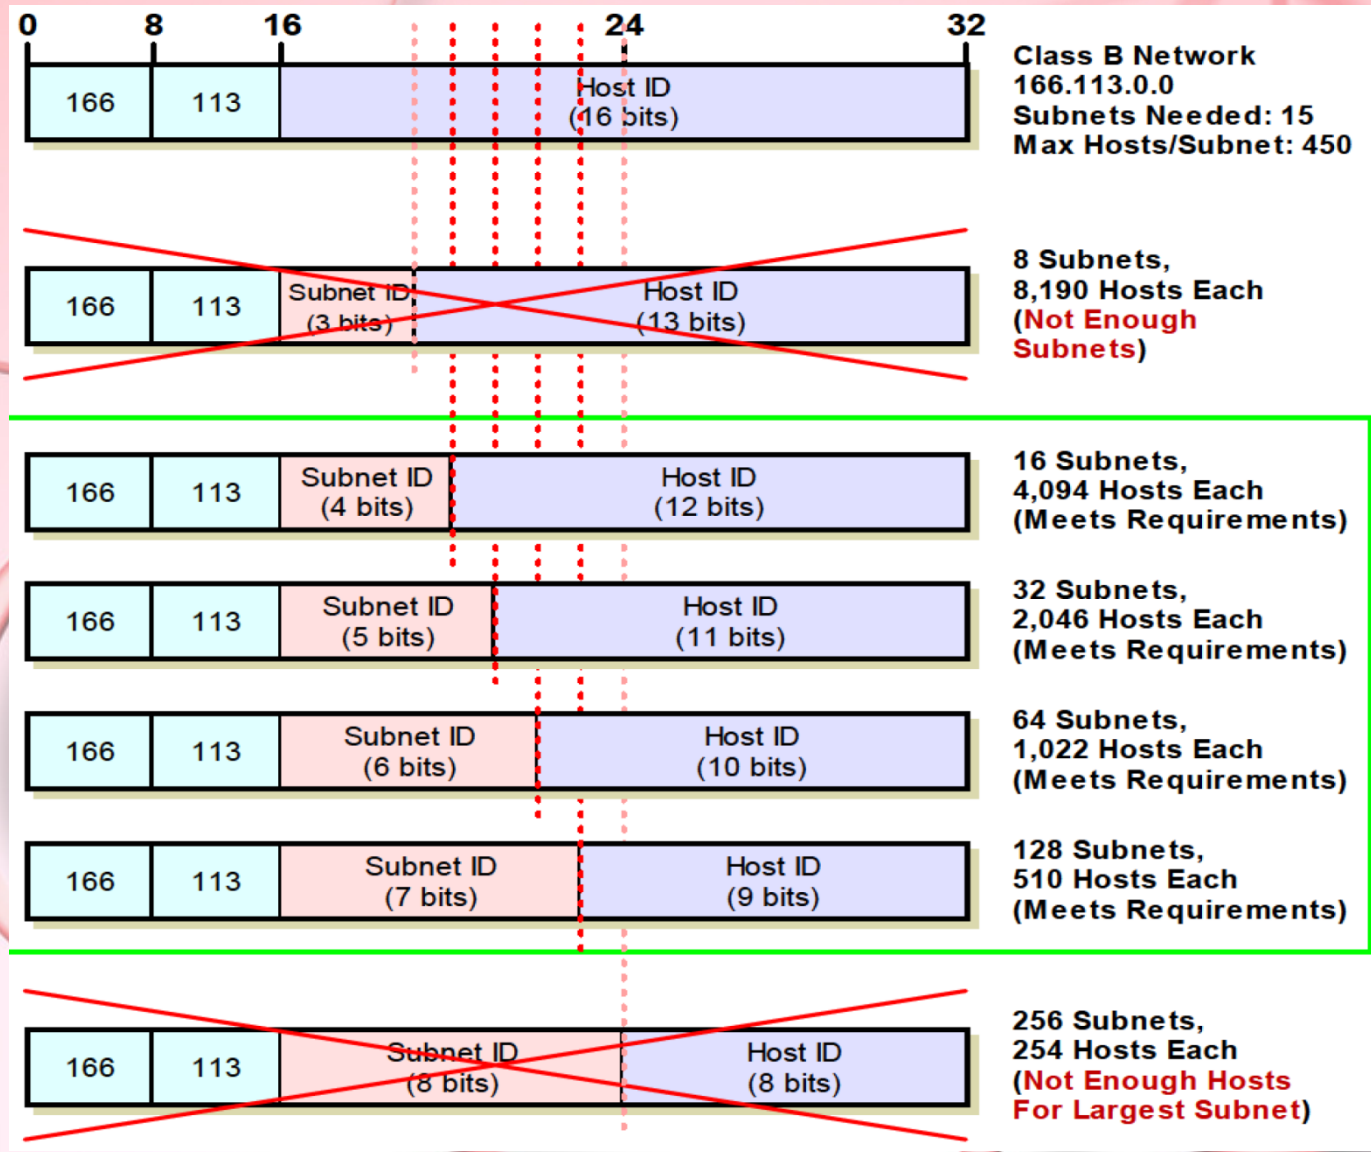 0 8 16 24 32
166 113 Host ID
(16 bits)
Class B Network
166.113.0.0
Subnets Needed: 15
Max Hosts/Subnet: 450
166 113 Subnet ID
(3 bits)
Host ID
(13 bits)
8 Subnets,
8,190 Hosts Each
(Not Enough
Subnets)
166 113 Subnet ID
(4 bits)
Host ID
(12 bits)
16 Subnets,
4,094 Hosts Each
(Meets Requirements)
166 113 Subnet ID
(5 bits)
Host ID
(11 bits)
32 Subnets,
2,046 Hosts Each
(Meets Requirements)
166 113 Subnet ID
(6 bits)
Host ID
(10 bits)
64 Subnets,
1,022 Hosts Each
(Meets Requirements)
166 113 Subnet ID
(7 bits)
Host ID
(9 bits)
128 Subnets,
510 Hosts Each
(Meets Requirements)
166 113 Subnet ID
(8 bits)
Host ID
(8 bits)
256 Subnets,
254 Hosts Each
(Not Enough Hosts
For Largest Subnet)